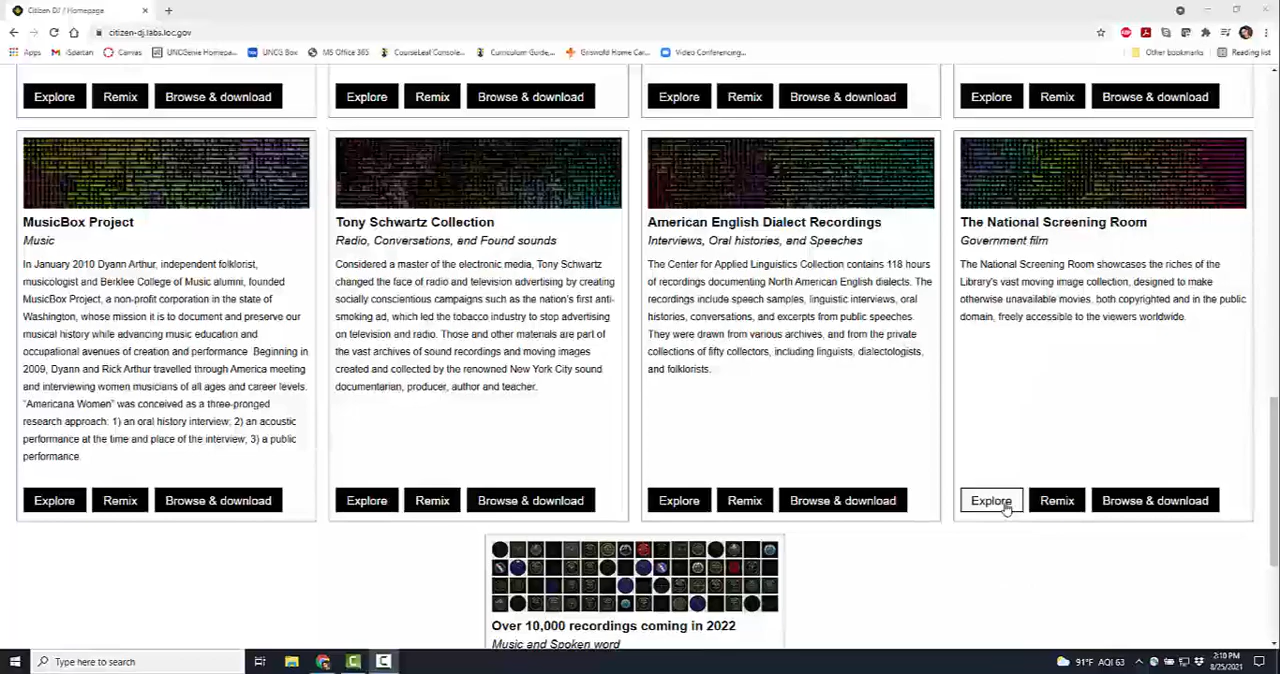 Citizen DJ / Homepage
citizen-dj.labs.loc.gov
Apps iSpartan Canvas UNCGenie Homepa... UNCG Box MS Office 365 CourseLeaf Console... Curriculum Guide,... Griswold Home Car... Video Conferencing... Other bookmarks Reading list
Explore Remix Browse & download Explore Remix Browse & download Explore Remix Browse & download Explore Remix Browse & download
MusicBox Project
Music
In January 2010 Dyann Arthur, independent folklorist,
musicologist and Berklee College of Music alumni, founded
MusicBox Project, a non-profit corporation in the state of
Washington, whose mission it is to document and preserve our
musical history while advancing music education and
occupational avenues of creation and performance Beginning in
2009, Dyann and Rick Arthur travelled through America meeting
and interviewing women musicians of all ages and career levels.
"Americana Women" was conceived as a three-pronged
research approach: 1) an oral history interview; 2) an acoustic
performance at the time and place of the interview; 3) a public
performance.
Explore Remix Browse & download
Tony Schwartz Collection
Radio, Conversations, and Found sounds
Considered a master of the electronic media, Tony Schwartz
changed the face of radio and television advertising by creating
socially conscientious campaigns such as the nation's first anti-
smoking ad, which led the tobacco industry to stop advertising
on television and radio. Those and other materials are part of
the vast archives of sound recordings and moving images
created and collected by the renowned New York City sound
documentarian, producer, author and teacher.
Explore Remix Browse & download
American English Dialect Recordings
Interviews, Oral histories, and Speeches
The Center for Applied Linguistics Collection contains 118 hours
of recordings documenting North American English dialects. The
recordings include speech samples, linguistic interviews, oral
histories, conversations, and excerpts from public speeches.
They were drawn from various archives, and from the private
collections of fifty collectors, including linguists, dialectologists,
and folklorists.
Explore Remix Browse & download
The National Screening Room
Government film
The National Screening Room showcases the riches of the
Library's vast moving image collection, designed to make
otherwise unavailable movies, both copyrighted and in the public
domain, freely accessible to the viewers worldwide.
Explore Remix Browse & download
Over 10,000 recordings coming in 2022
Music and Spoken word
Type here to search
91°F AQI 63
2:10 PM
8/25/2021